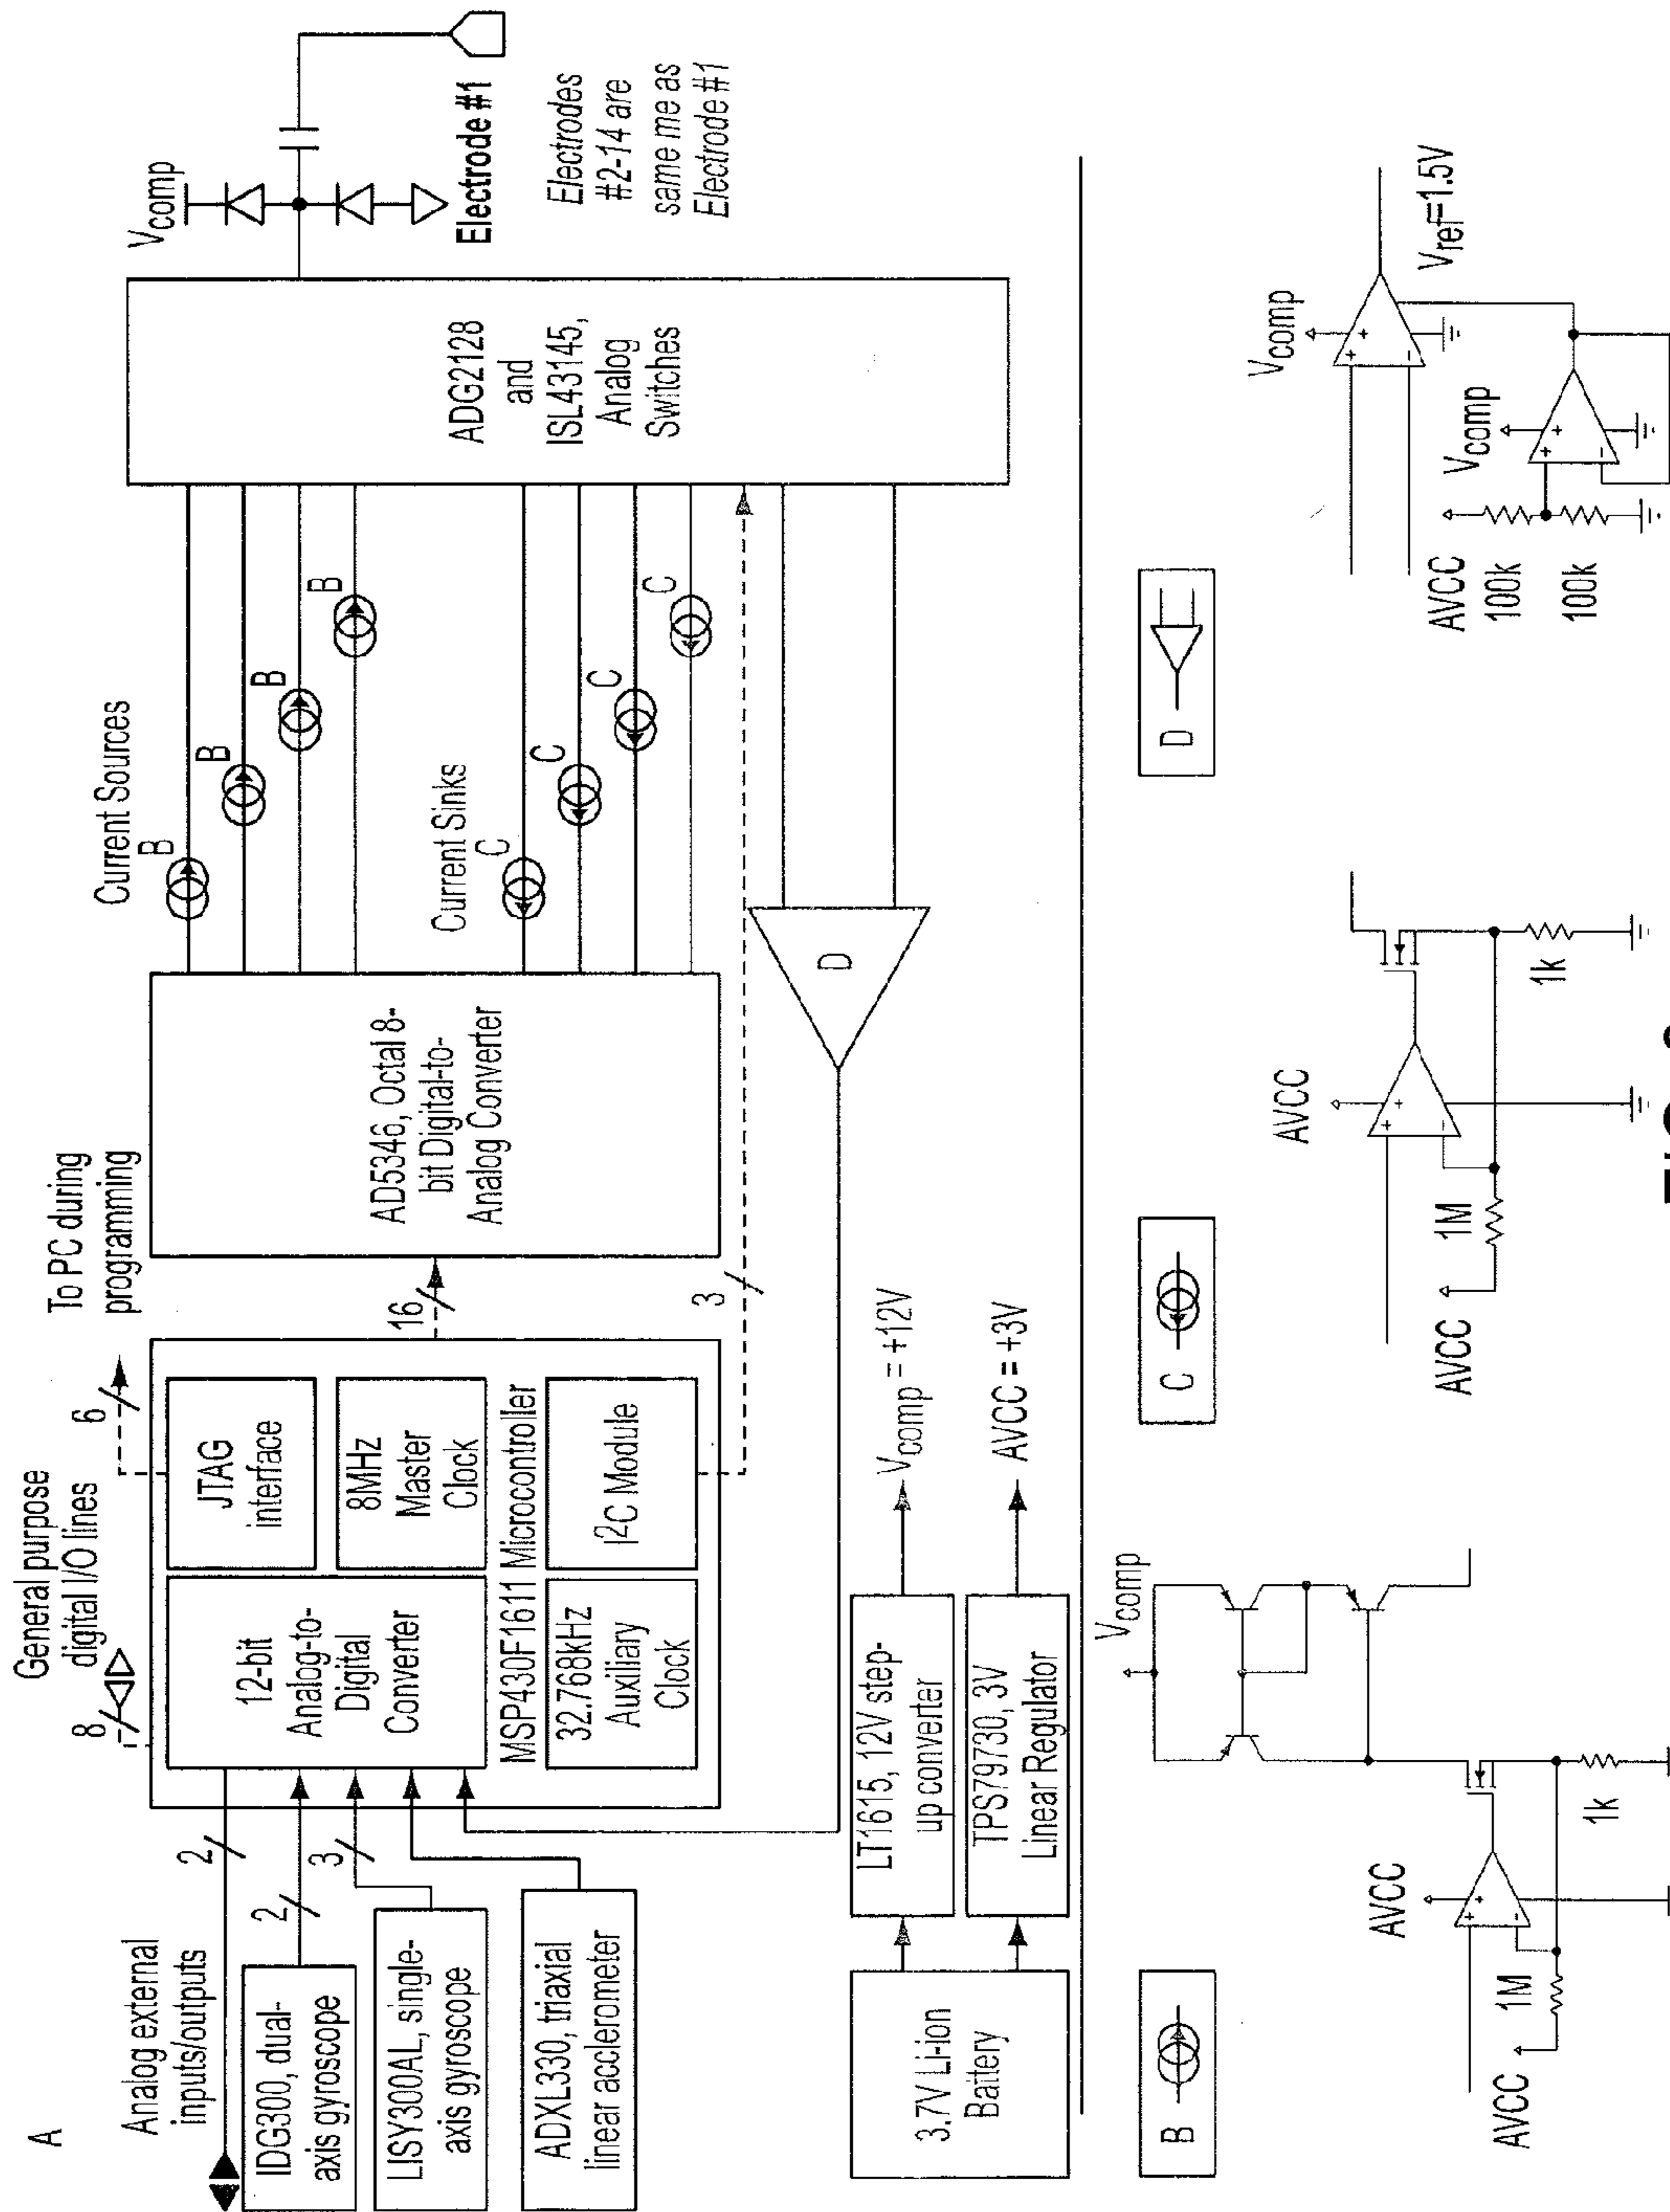 A
Analog external
inputs/outputs
2
General purpose
digital I/O lines
8
6
To PC during
programming
IDG300, dual-
axis gyroscope
2
LISY300AL, single-
axis gyroscope
3
ADXL330, triaxial
linear acclerometer
12-bit
Analog-to-
Digital
Converter
JTAG
interface
8MHz
Master
Clock
MSP430F1611 Microcontroller
32.768kHz
Auxiliary
Clock
I2C Module
16
3
AD5346, Octal 8-
bit Digital-to-
Analog Converter
Current Sources
B
B
B
B
Current Sinks
C
C
C
C
D
ADG2128
and
ISL43145,
Analog
Switches
Vcomp
Electrode #1
Electrodes
#2-14 are
same me as
Electrode #1
3.7V Li-ion
Battery
LT1615, 12V step-
up converter
Vcomp = +12V
TPS79730, 3V
Linear Regulator
AVCC = +3V
B
Vcomp
AVCC
+
+
-
AVCC
1M
1k
C
AVCC
+
+
-
AVCC
1M
1k
D
Vcomp
+
+
-
Vref=1.5V
Vcomp
+
+
-
AVCC
100k
100k